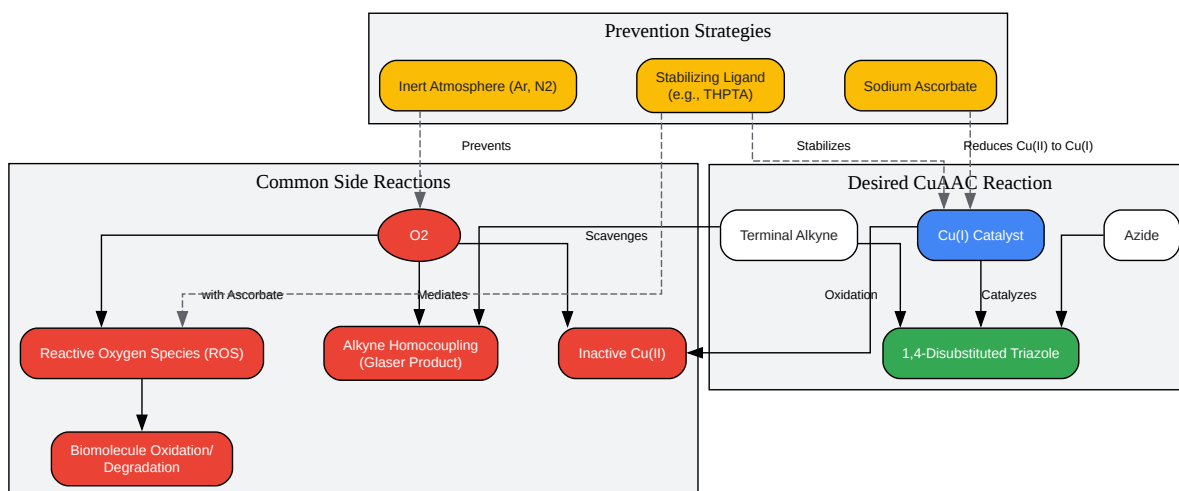 Prevention Strategies
Inert Atmosphere (Ar, N2)
Stabilizing Ligand
(e.g., THPTA)
Sodium Ascorbate
Prevents
Stabilizes
Reduces Cu(II) to Cu(I)
Common Side Reactions
Desired CuAAC Reaction
O2
Scavenges
Terminal Alkyne
Cu(I) Catalyst
Azide
with Ascorbate
Mediates
Oxidation
Catalyzes
Reactive Oxygen Species (ROS)
Alkyne Homocoupling
(Glaser Product)
Inactive Cu(II)
1,4-Disubstituted Triazole
Biomolecule Oxidation/
Degradation